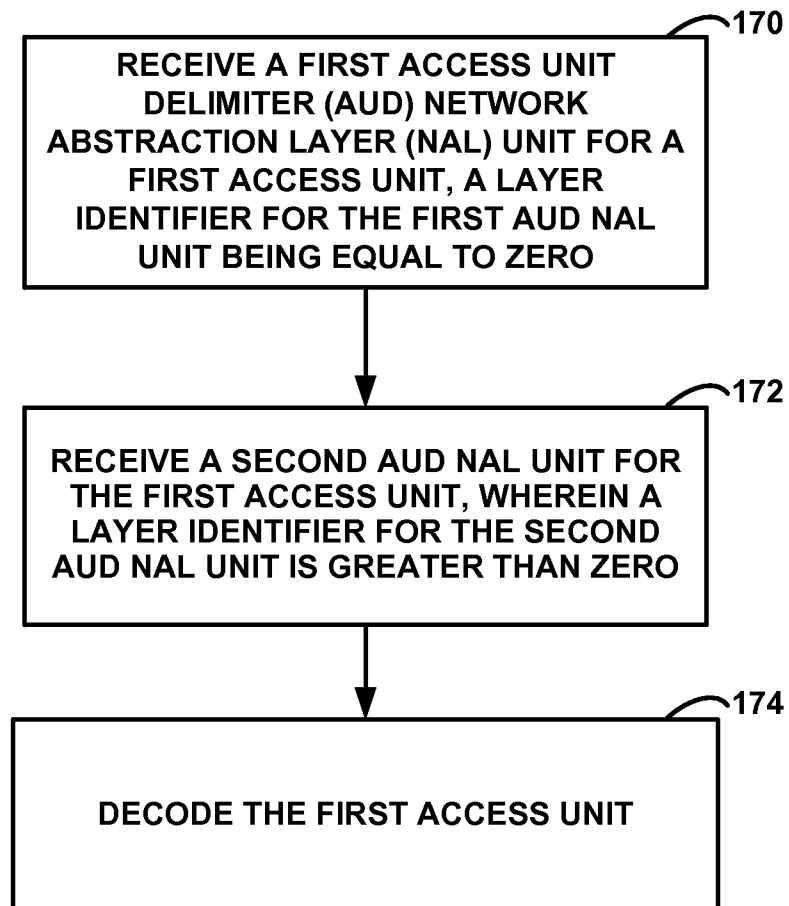 170
RECEIVE A FIRST ACCESS UNIT
DELIMITER (AUD) NETWORK
ABSTRACTION LAYER (NAL) UNIT FOR A
FIRST ACCESS UNIT, A LAYER
IDENTIFIER FOR THE FIRST AUD NAL
UNIT BEING EQUAL TO ZERO
172
RECEIVE A SECOND AUD NAL UNIT FOR
THE FIRST ACCESS UNIT, WHEREIN A
LAYER IDENTIFIER FOR THE SECOND
AUD NAL UNIT IS GREATER THAN ZERO
174
DECODE THE FIRST ACCESS UNIT